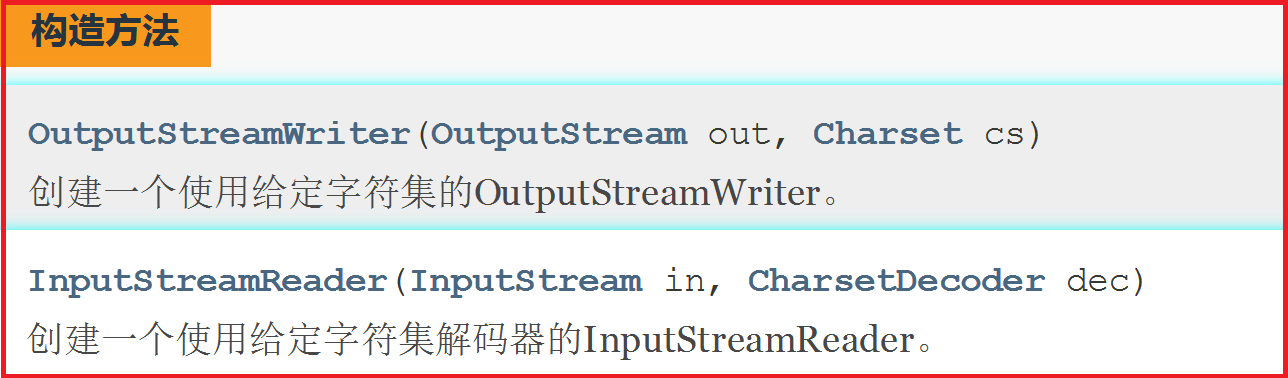 构造方法
OutputStreamWriter(OutputStream out, Charset cs)
创建一个使用给定字符集的OutputStreamWriter。
InputStreamReader(InputStream in, CharsetDecoder dec)
创建一个使用给定字符集解码器的InputStreamReader。